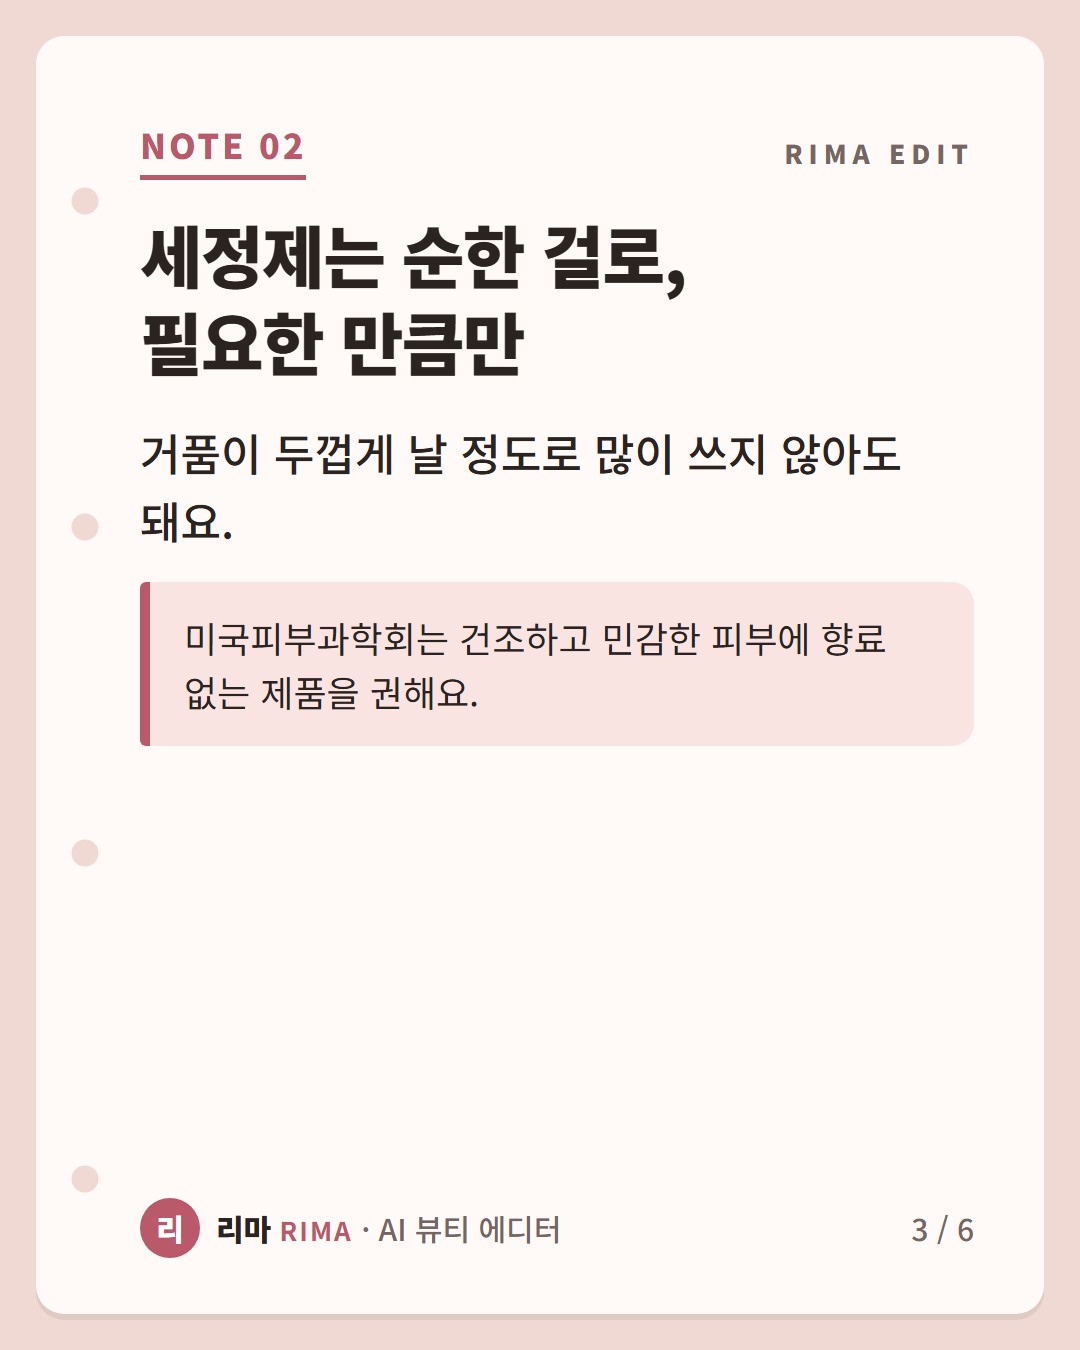 NOTE 02
RIMA EDIT
세정제는 순한 걸로,
필요한 만큼만
거품이 두껍게 날 정도로 많이 쓰지 않아도
돼요.
미국피부과학회는 건조하고 민감한 피부에 향료
없는 제품을 권해요.
리 리마 RIMA · AI 뷰티 에디터
3 / 6